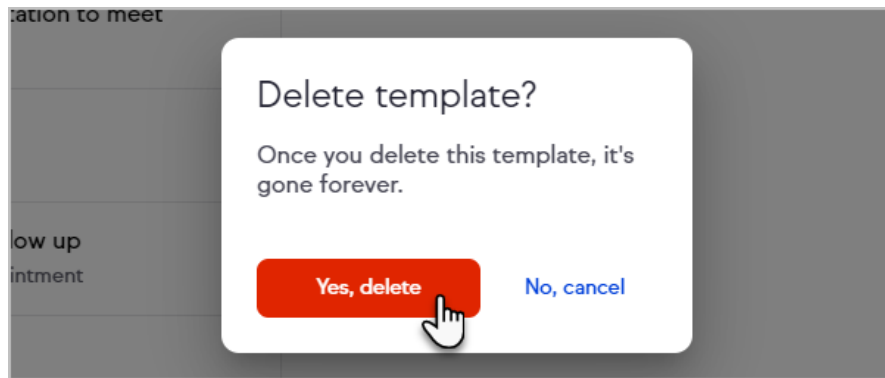 tation to meet
Delete template?
Once you delete this template, it's
gone forever.
low up
intment
Yes, delete
No, cancel